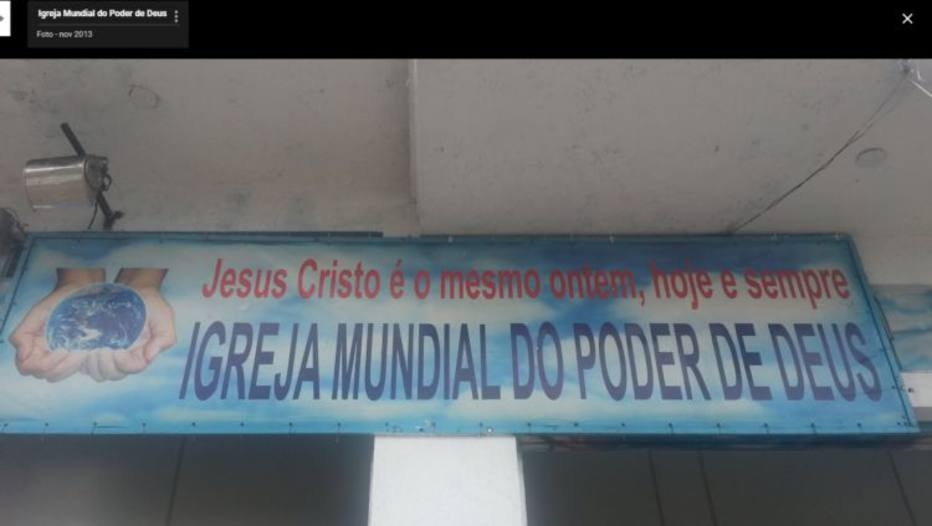 Igreja Mundial do Poder de Deus
Foto - nov 2013
Jesus Cristo é o mesmo ontem, hoje e sempre
IGREJA MUNDIAL DO PODER DE DEUS